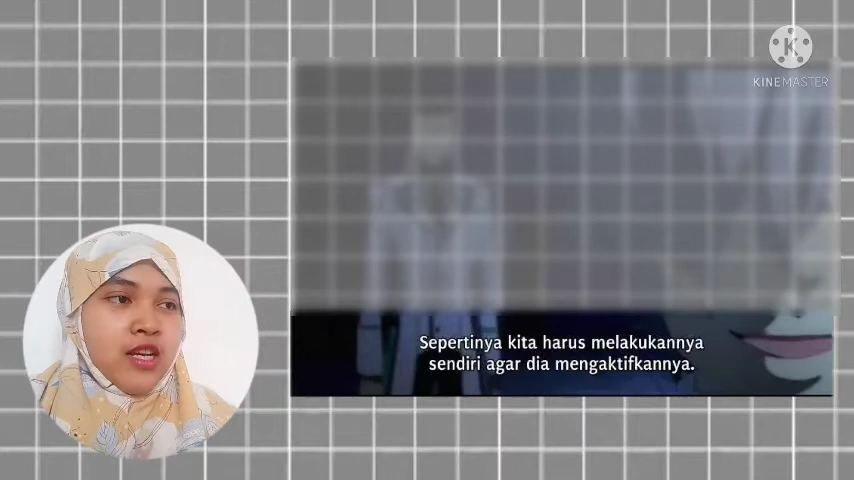 K
KINEMASTER
Sepertinya kita harus melakukannya
sendiri agar dia mengaktifkannya.